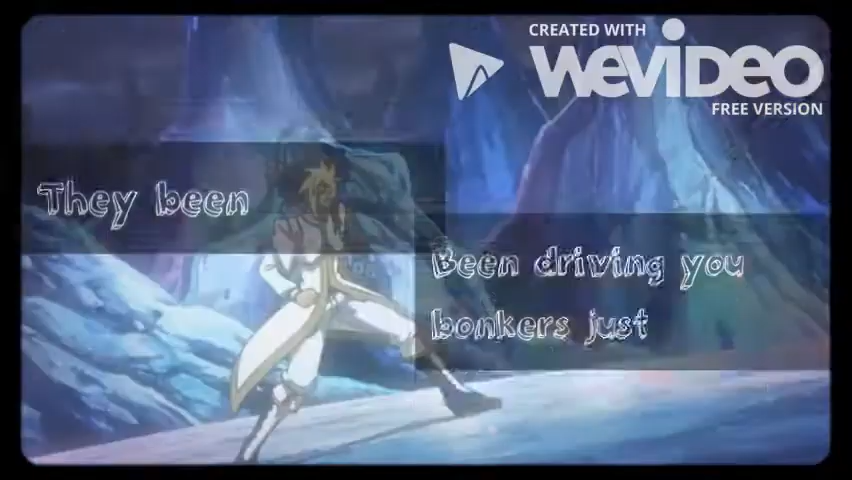 CREATED WITH
WEVIDEO
FREE VERSION
They been
Been driving you
bonkers just